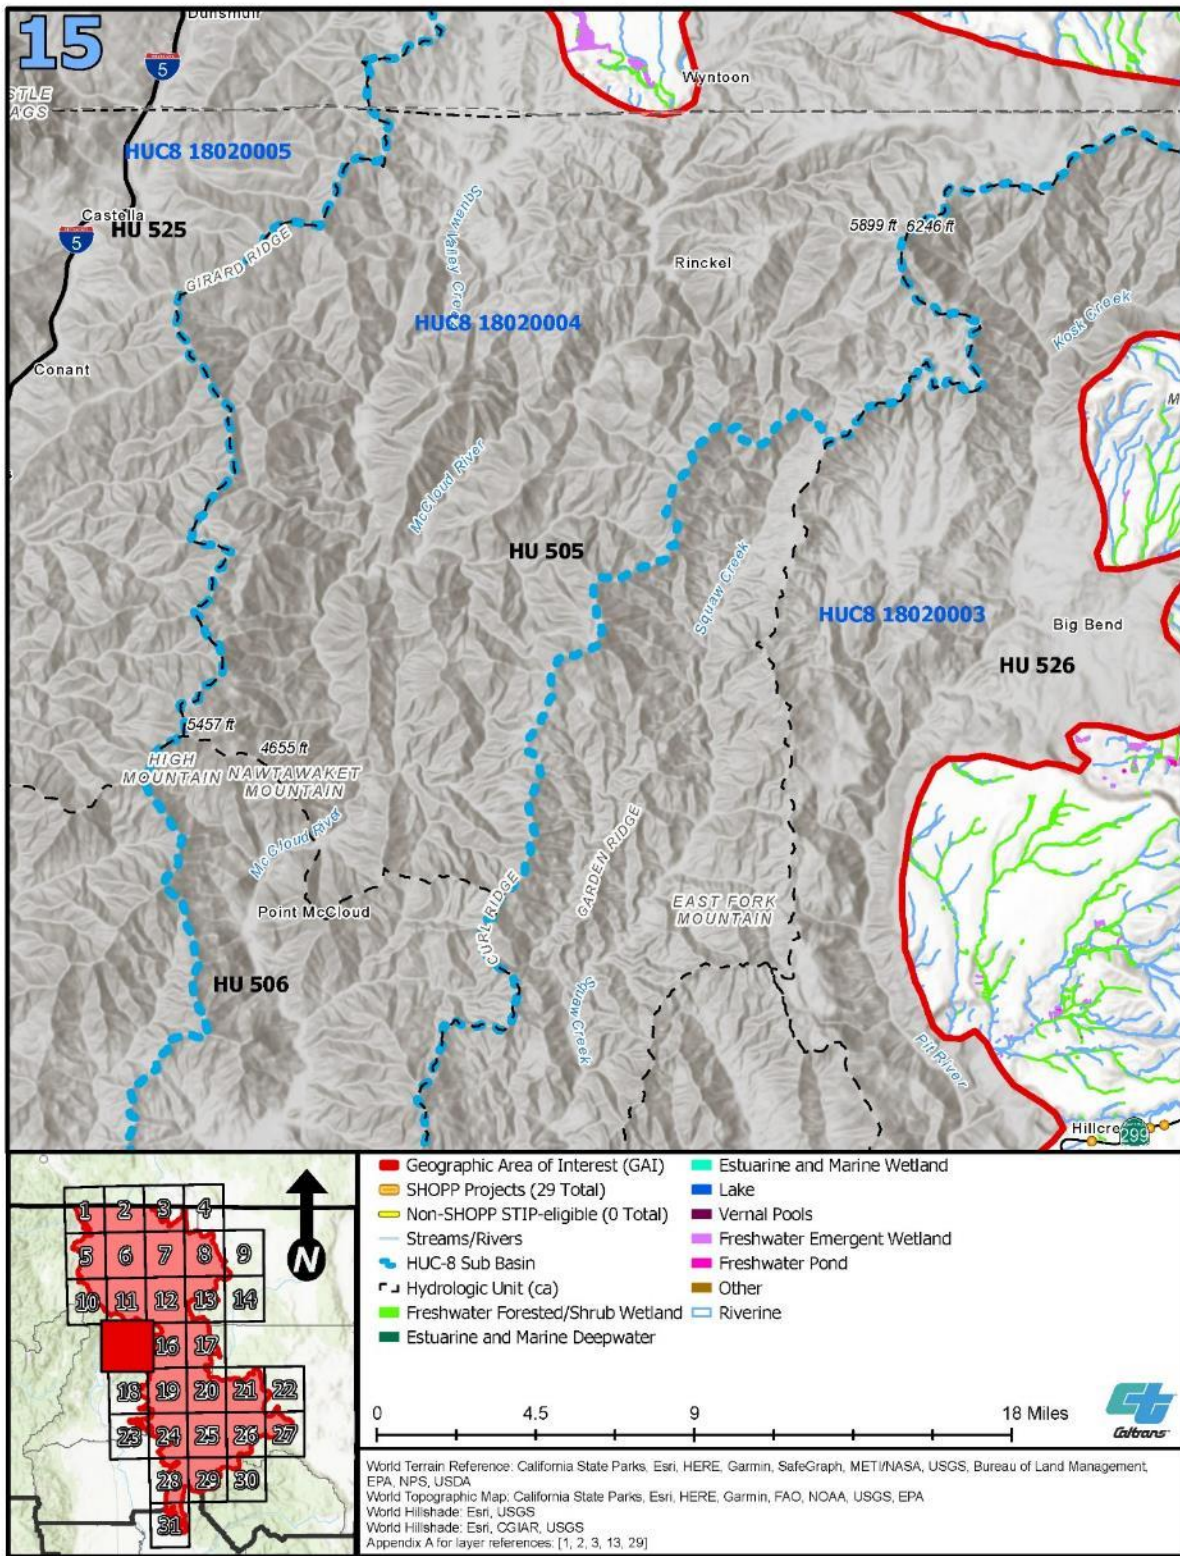 15
Dunsmuir
5
Wyntoon
STLE
AGS
HUC8 18020005
Castella
HU 525
5
5899 ft 6246 ft
GIRARD RIDGE
Squaw Valley Creek
Rinckel
Kosk Creek
HUC8 18020004
Conant
M
McCloud River
HU 505
Squaw Creek
HUC8 18020003
Big Bend
HU 526
5457 ft
4655 ft
HIGH
MOUNTAIN
NAWTAWAKET
MOUNTAIN
McCloud River
GARDEN RIDGE
CURL RIDGE
Point McCloud
EAST FORK
MOUNTAIN
HU 506
Squaw Creek
Pit River
Hillcre
299
1 2 3 4
5 6 7 8 9
10 11 12 13 14
16 17
18 19 20 21 22
23 24 25 26 27
28 29 30
31
N
Geographic Area of Interest (GAI)
SHOPP Projects (29 Total)
Non-SHOPP STIP-eligible (0 Total)
Streams/Rivers
HUC-8 Sub Basin
Hydrologic Unit (ca)
Freshwater Forested/Shrub Wetland
Estuarine and Marine Deepwater
Estuarine and Marine Wetland
Lake
Vernal Pools
Freshwater Emergent Wetland
Freshwater Pond
Other
Riverine
0 4.5 9 18 Miles
Caltrans
World Terrain Reference: California State Parks, Esri, HERE, Garmin, SafeGraph, METI/NASA, USGS, Bureau of Land Management,
EPA, NPS, USDA
World Topographic Map: California State Parks, Esri, HERE, Garmin, FAO, NOAA, USGS, EPA
World Hillshade: Esri, USGS
World Hillshade: Esri, CGIAR, USGS
Appendix A for layer references: [1, 2, 3, 13, 29]